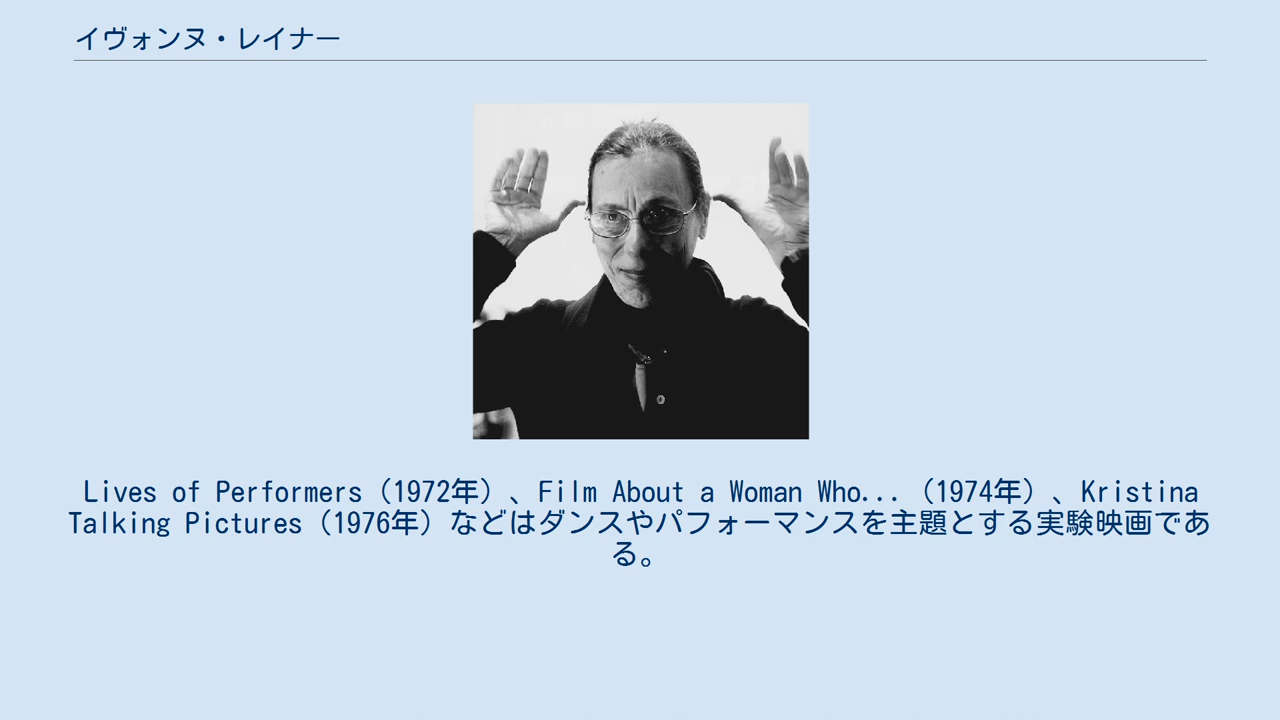 イヴォンヌ・レイナー
Lives of Performers（1972年）、Film About a Woman Who...（1974年）、Kristina
Talking Pictures（1976年）などはダンスやパフォーマンスを主題とする実験映画であ
る。